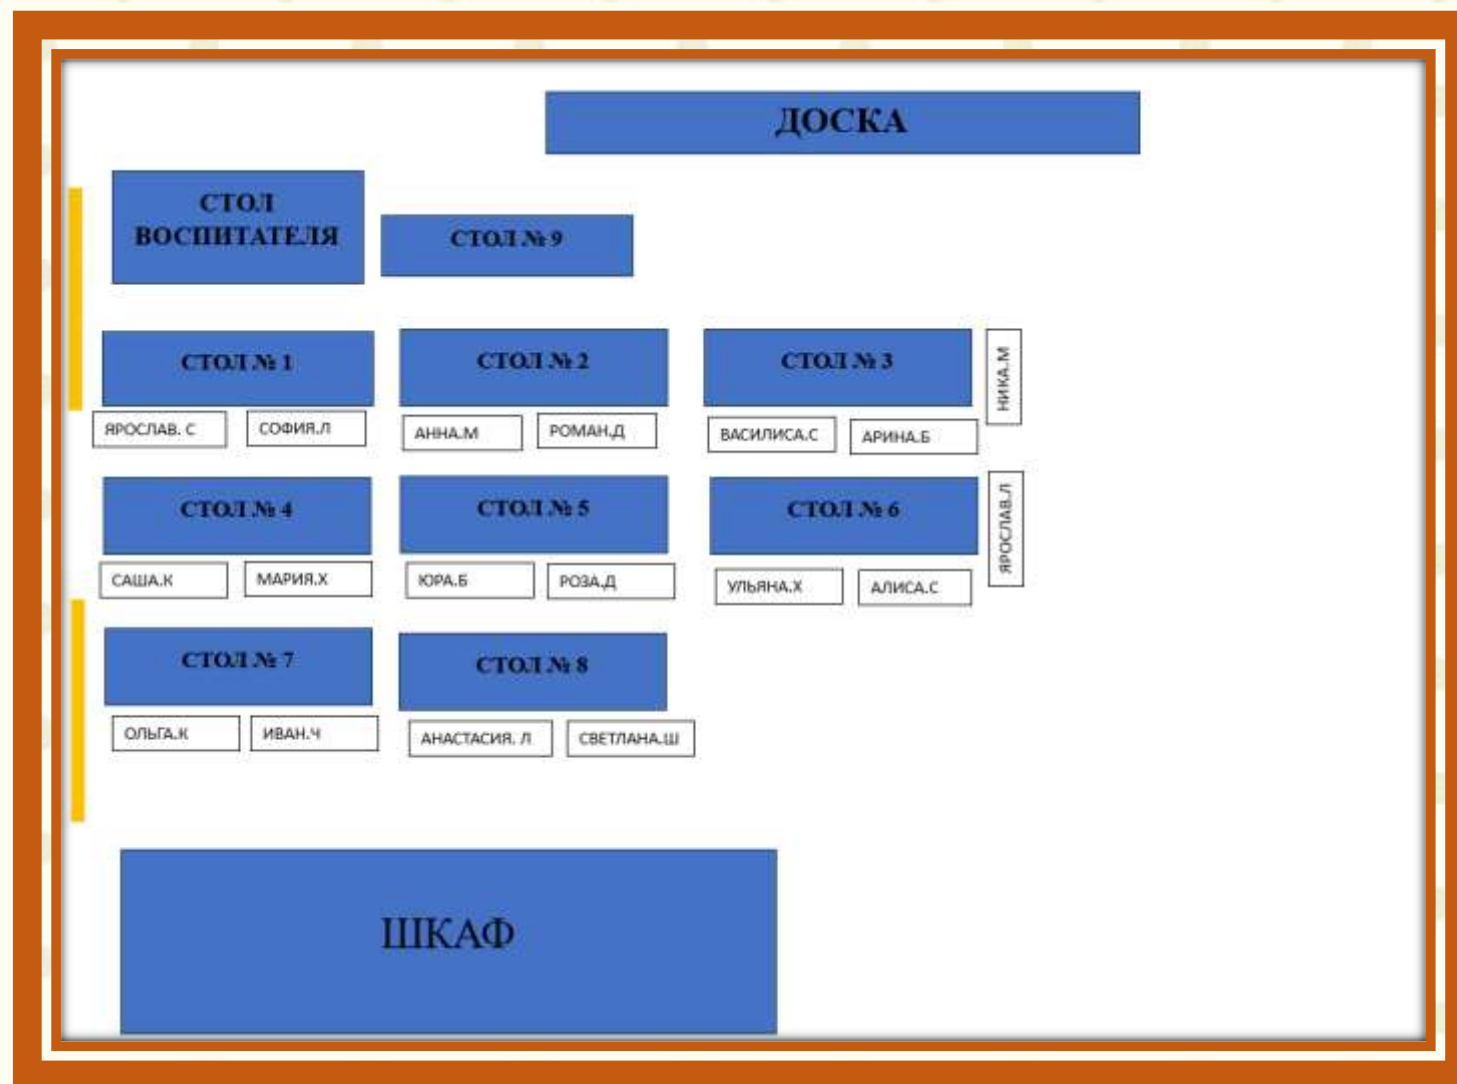 ДОСКА
СТОЛ
ВОСПИТАТЕЛЯ
СТОЛ № 9
СТОЛ № 1
СТОЛ № 2
СТОЛ № 3
НИКА.М
ЯРОСЛАВ. С
СОФИЯ.Л
АННА.М
РОМАН.Д
ВАСИЛИСА.С
АРИНА.Б
СТОЛ № 4
СТОЛ № 5
СТОЛ № 6
ЯРОСЛАВ.Л
САША.К
МАРИЯ.Х
ЮРА.Б
РОЗА.Д
УЛЬЯНА.Х
АЛИСА.С
СТОЛ № 7
СТОЛ № 8
ОЛЬГА.К
ИВАН.Ч
АНАСТАСИЯ. Л
СВЕТЛАНА.Ш
ШКАФ